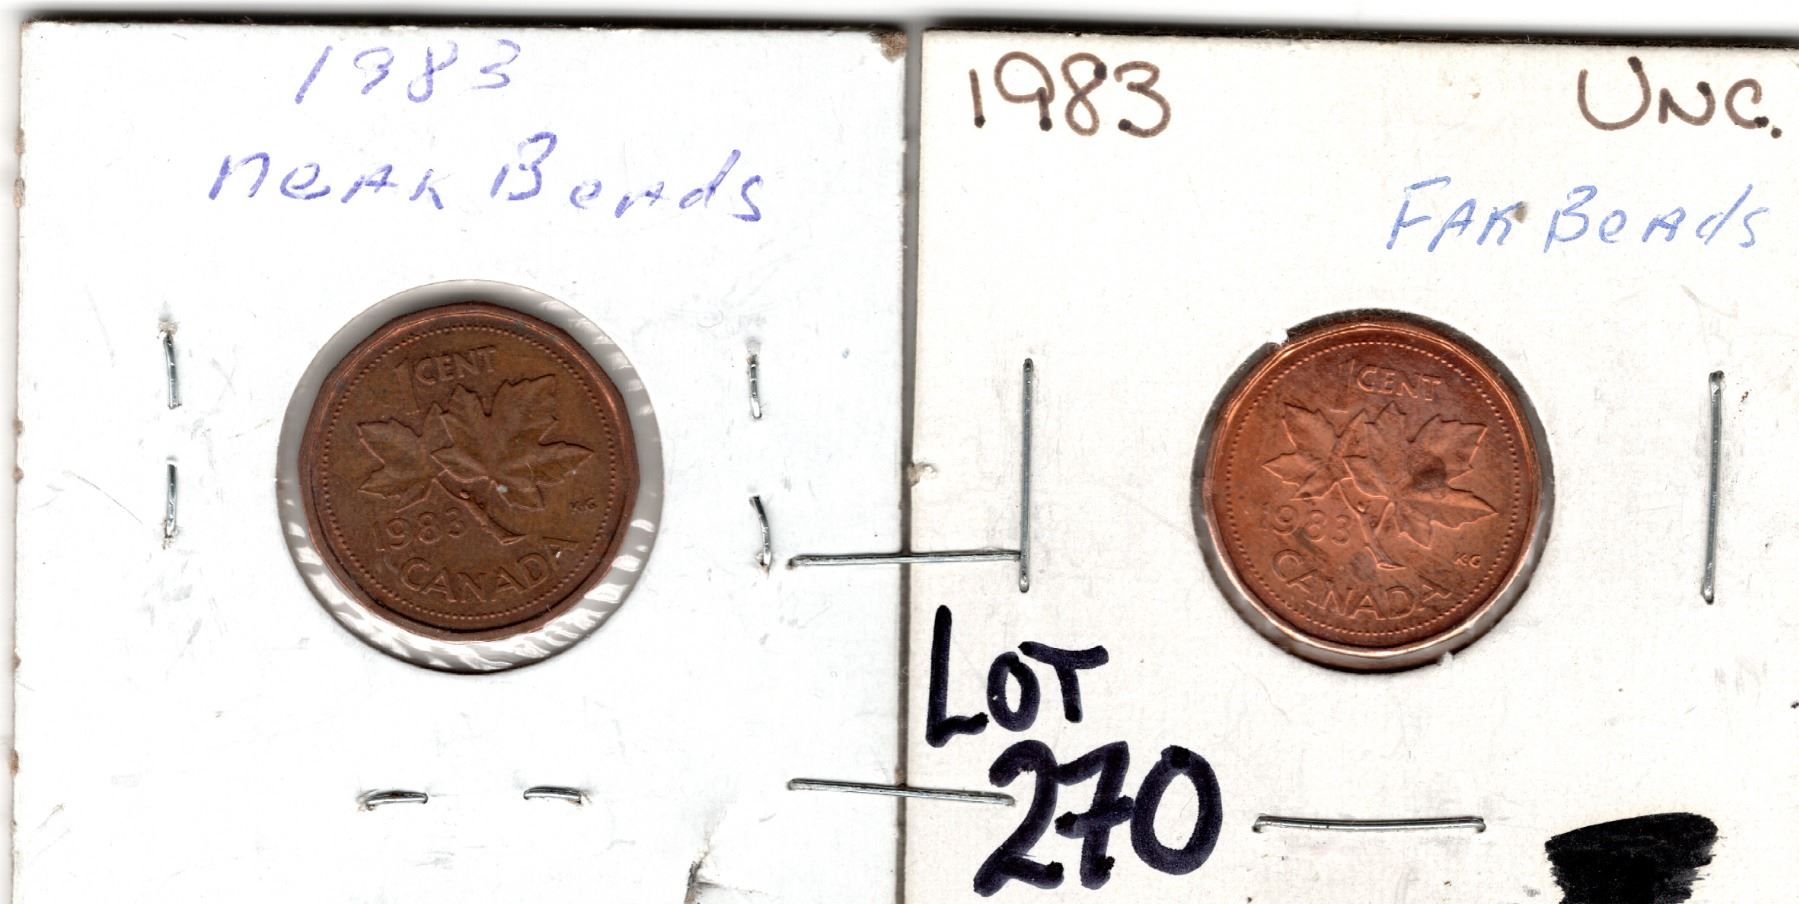 1983
neAR BeAds
1 CENT
1983
KG
CANADA
1983 UNC.
FAR BeAds
1 CENT
1983
KG
CANADA
LOT
270